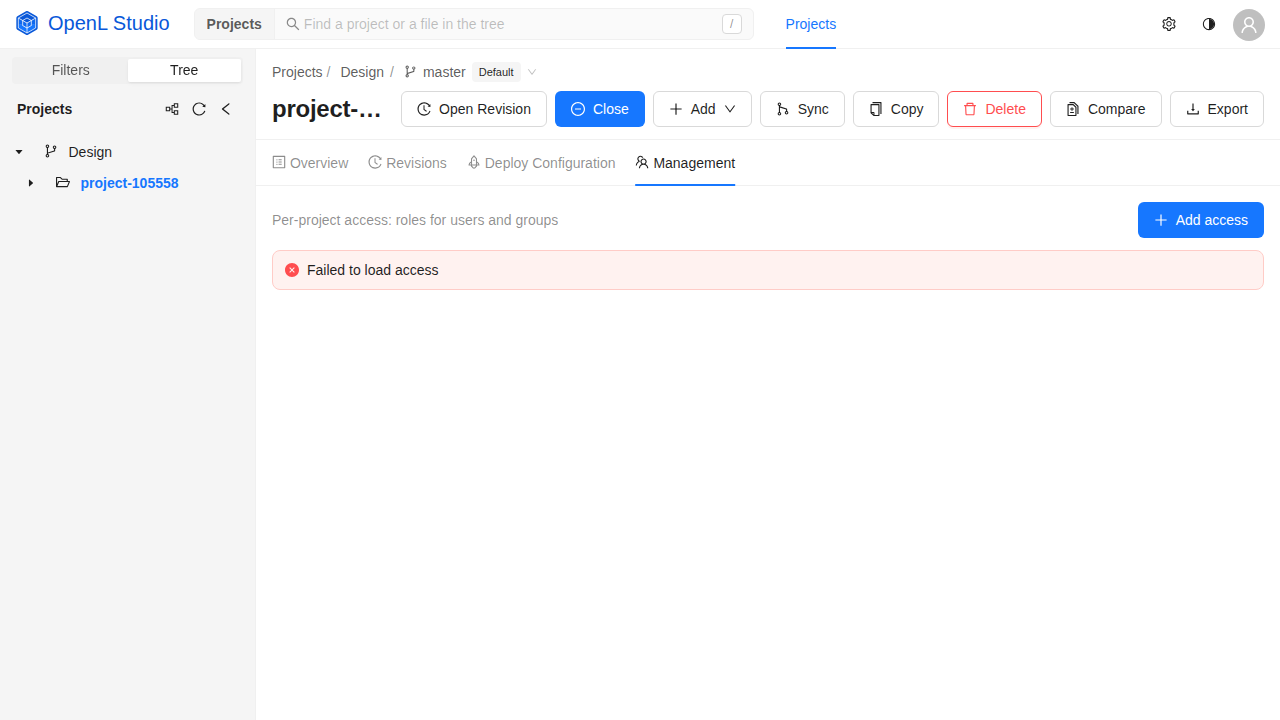 OpenL Studio
Projects
Find a project or a file in the tree
/
Projects
Filters
Tree
Projects
Design
project-105558
Projects / Design / master Default
project-...
Open Revision
Close
Add
Sync
Copy
Delete
Compare
Export
Overview
Revisions
Deploy Configuration
Management
Per-project access: roles for users and groups
Add access
Failed to load access